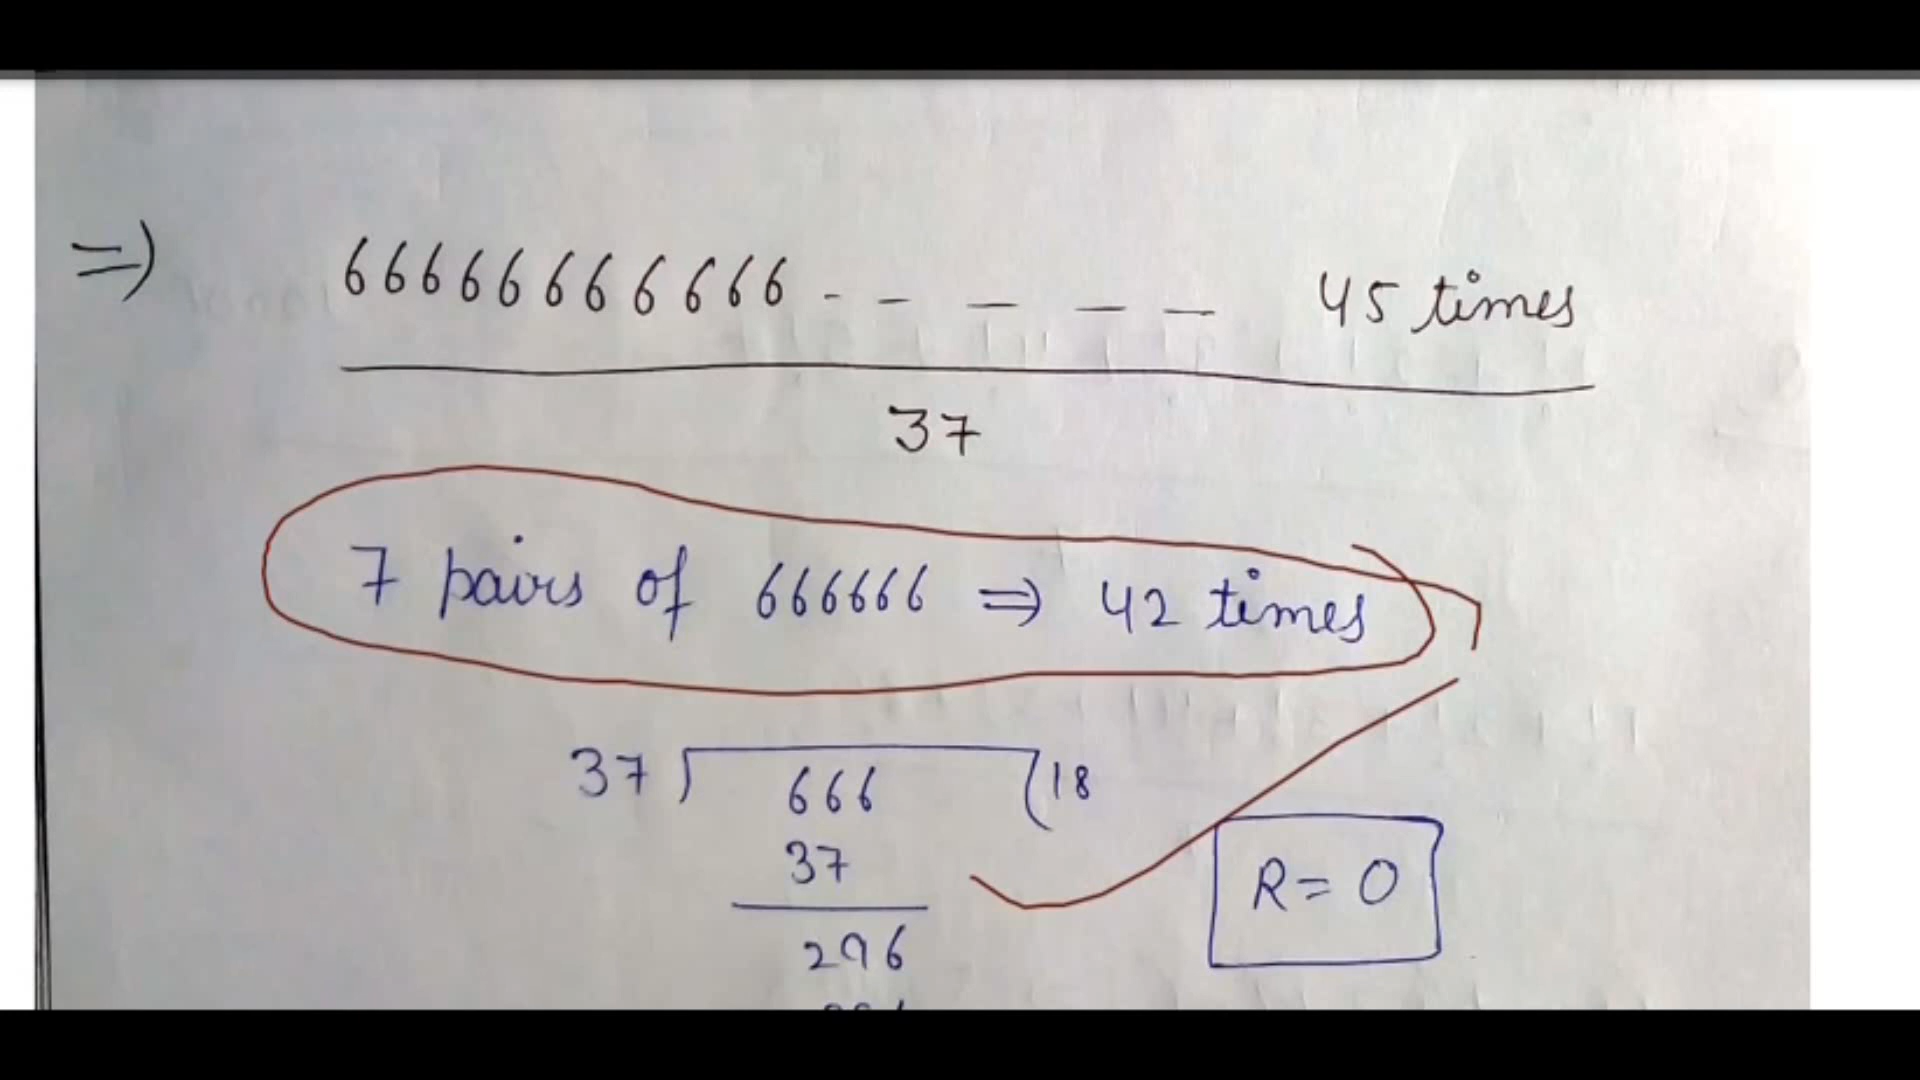 => 66666666666 - - - - - 45 times
37
7 pairs of 666666 => 42 times
37 ) 666 ( 18
37
296
R = 0